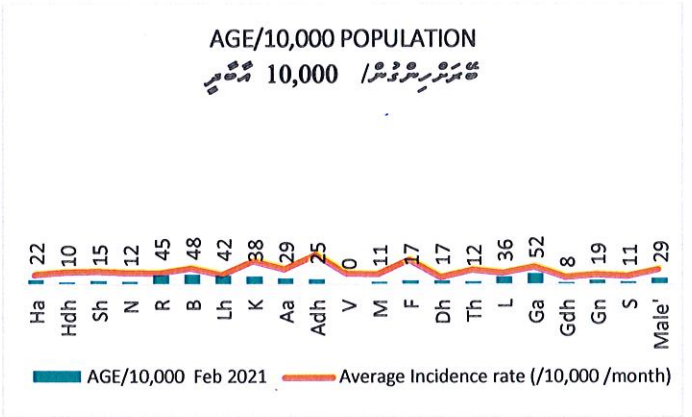 AGE/10,000 POPULATION
ބޭރަށްހިންގުން/ 10,000 އާބާދީ
22 10 15 12 45 48 42 38 29 25 0 11 17 17 12 36 52 8 19 11 29
Ha Hdh Sh N R B Lh K Aa Adh V M F Dh Th L Ga Gdh Gn S Male'
AGE/10,000 Feb 2021 Average Incidence rate (/10,000 /month)